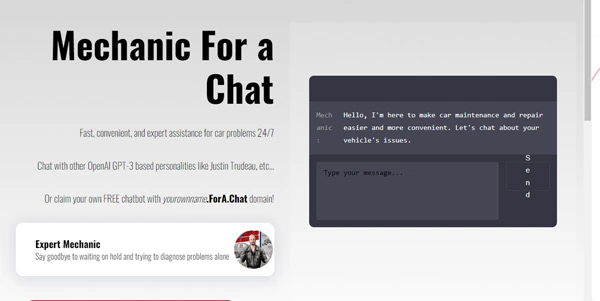 Mechanic For a
Chat
Fast, convenient, and expert assistance for car problems 24/7
Chat with other OpenAI GPT-3 based personalities like Justin Trudeau, etc...
Or claim your own FREE chatbot with yourownname.ForA.Chat domain!
Expert Mechanic
Say goodbye to waiting on hold and trying to diagnose problems alone
Mech
anic
:
Hello, I'm here to make car maintenance and repair
easier and more convenient. Let's chat about your
vehicle's issues.
Type your message...
S
e
n
d